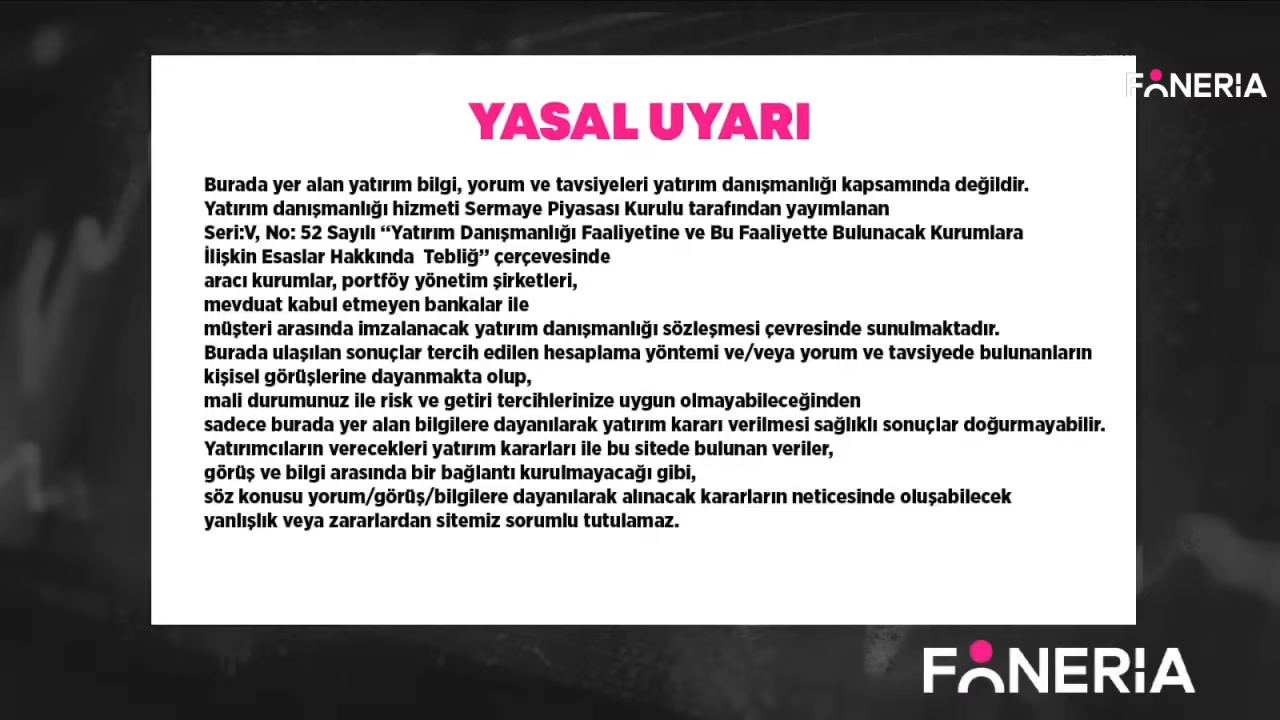 FONERIA
YASAL UYARI
Burada yer alan yatırım bilgi, yorum ve tavsiyeleri yatırım danışmanlığı kapsamında değildir.
Yatırım danışmanlığı hizmeti Sermaye Piyasası Kurulu tarafından yayımlanan
Seri:V, No: 52 Sayılı “Yatırım Danışmanlığı Faaliyetine ve Bu Faaliyette Bulunacak Kurumlara
İlişkin Esaslar Hakkında  Tebliğ” çerçevesinde
aracı kurumlar, portföy yönetim şirketleri,
mevduat kabul etmeyen bankalar ile
müşteri arasında imzalanacak yatırım danışmanlığı sözleşmesi çevresinde sunulmaktadır.
Burada ulaşılan sonuçlar tercih edilen hesaplama yöntemi ve/veya yorum ve tavsiyede bulunanların
kişisel görüşlerine dayanmakta olup,
mali durumunuz ile risk ve getiri tercihlerinize uygun olmayabileceğinden
sadece burada yer alan bilgilere dayanılarak yatırım kararı verilmesi sağlıklı sonuçlar doğurmayabilir.
Yatırımcıların verecekleri yatırım kararları ile bu sitede bulunan veriler,
görüş ve bilgi arasında bir bağlantı kurulmayacağı gibi,
söz konusu yorum/görüş/bilgilere dayanılarak alınacak kararların neticesinde oluşabilecek
yanlışlık veya zararlardan sitemiz sorumlu tutulamaz.
FONERIA